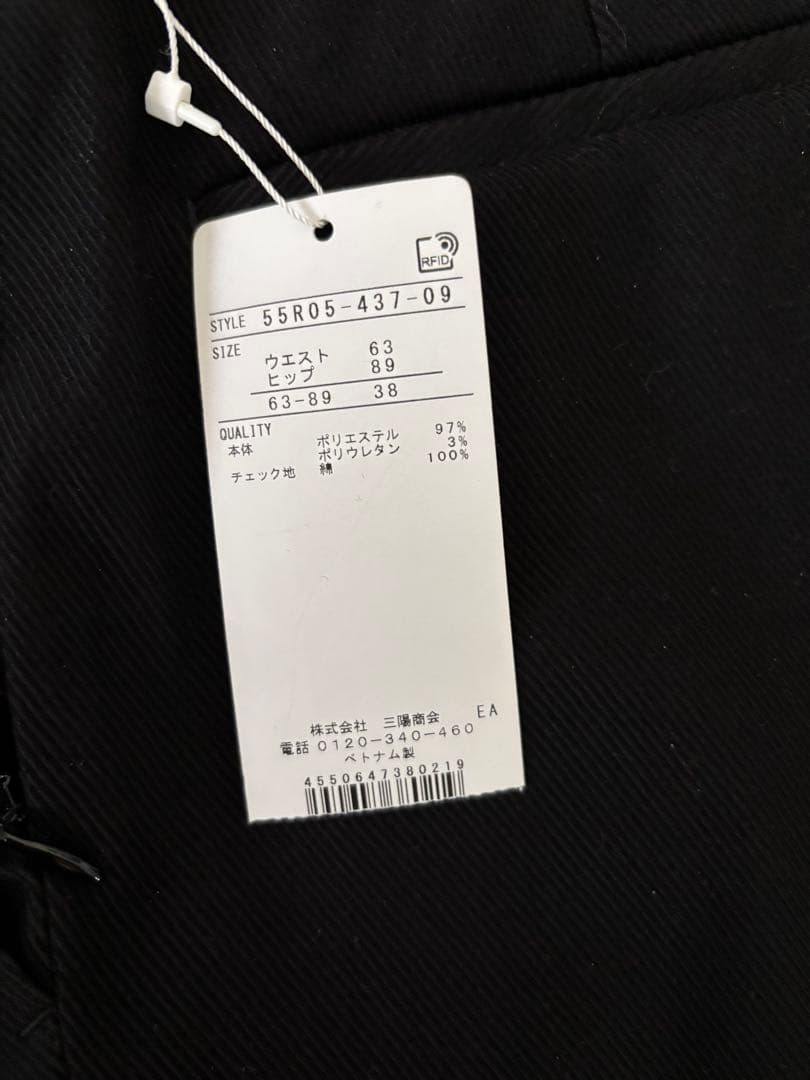 RFID
STYLE 55R05-437-09
SIZE ウエスト 63
ヒップ 89
63-89 38
QUALITY
本体 ポリエステル 97%
ポリウレタン 3%
チェック地 綿 100%
株式会社 三陽商会 EA
電話 0120-340-460
ベトナム製
4550647380219